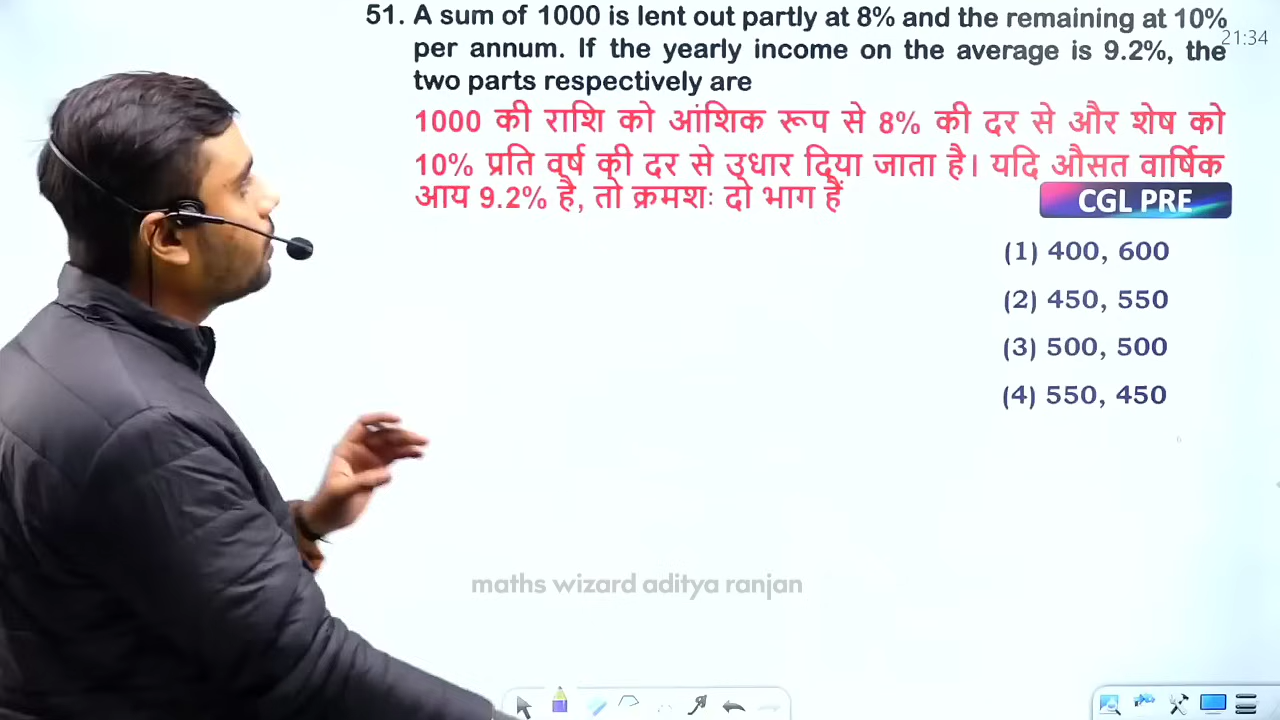 51. A sum of 1000 is lent out partly at 8% and the remaining at 10%
21:34
per annum. If the yearly income on the average is 9.2%, the
two parts respectively are
1000 की राशि को आंशिक रूप से 8% की दर से और शेष को
10% प्रति वर्ष की दर से उधार दिया जाता है। यदि औसत वार्षिक
आय 9.2% है, तो क्रमशः दो भाग हैं
CGL PRE
(1) 400, 600
(2) 450, 550
(3) 500, 500
(4) 550, 450
maths wizard aditya ranjan